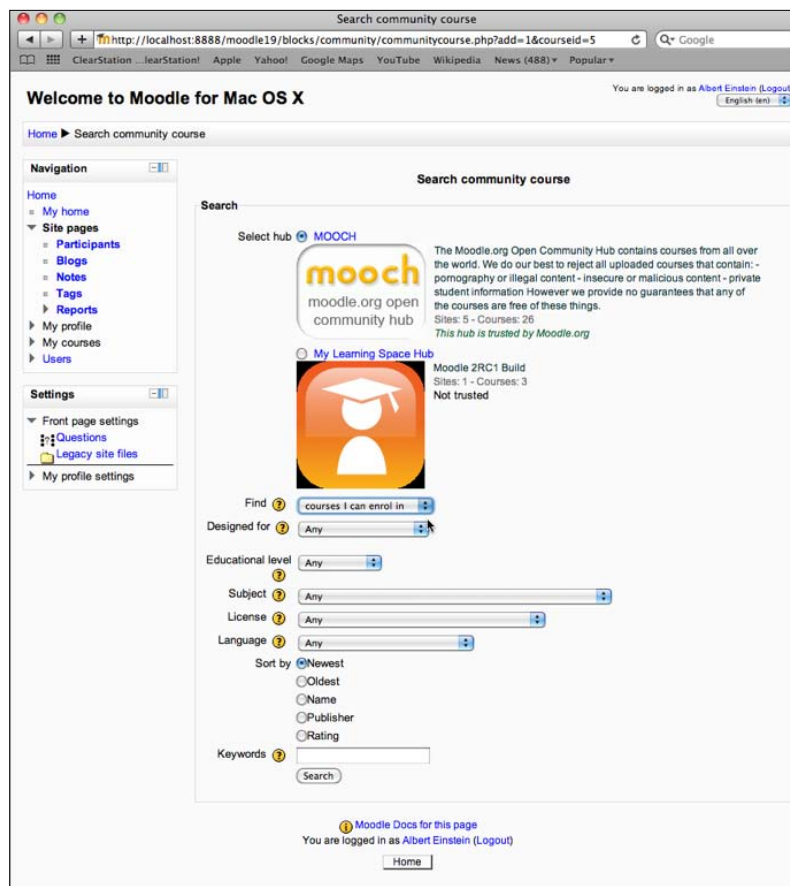 Search community course
http://localhost:8888/moodle19/blocks/community/communitycourse.php?add=1&courseid=5
Google
ClearStation ...learStation! Apple Yahoo! Google Maps YouTube Wikipedia News (488) Popular
Welcome to Moodle for Mac OS X
You are logged in as Albert Einstein (Logout
English (en)
Home ► Search community course
Navigation
Home
My home
Site pages
Participants
Blogs
Notes
Tags
Reports
My profile
My courses
Users
Settings
Front page settings
Questions
Legacy site files
My profile settings
Search community course
Search
Select hub MOOCH
mooch
moodle.org open
community hub
The Moodle.org Open Community Hub contains courses from all over
the world. We do our best to reject all uploaded courses that contain: -
pornography or illegal content - insecure or malicious content - private
student information However we provide no guarantees that any of
the courses are free of these things.
Sites: 5 - Courses: 26
This hub is trusted by Moodle.org
My Learning Space Hub
Moodle 2RC1 Build
Sites: 1 - Courses: 3
Not trusted
Find courses I can enrol in
Designed for Any
Educational level Any
Subject Any
License Any
Language Any
Sort by Newest
Oldest
Name
Publisher
Rating
Keywords
Search
Moodle Docs for this page
You are logged in as Albert Einstein (Logout)
Home